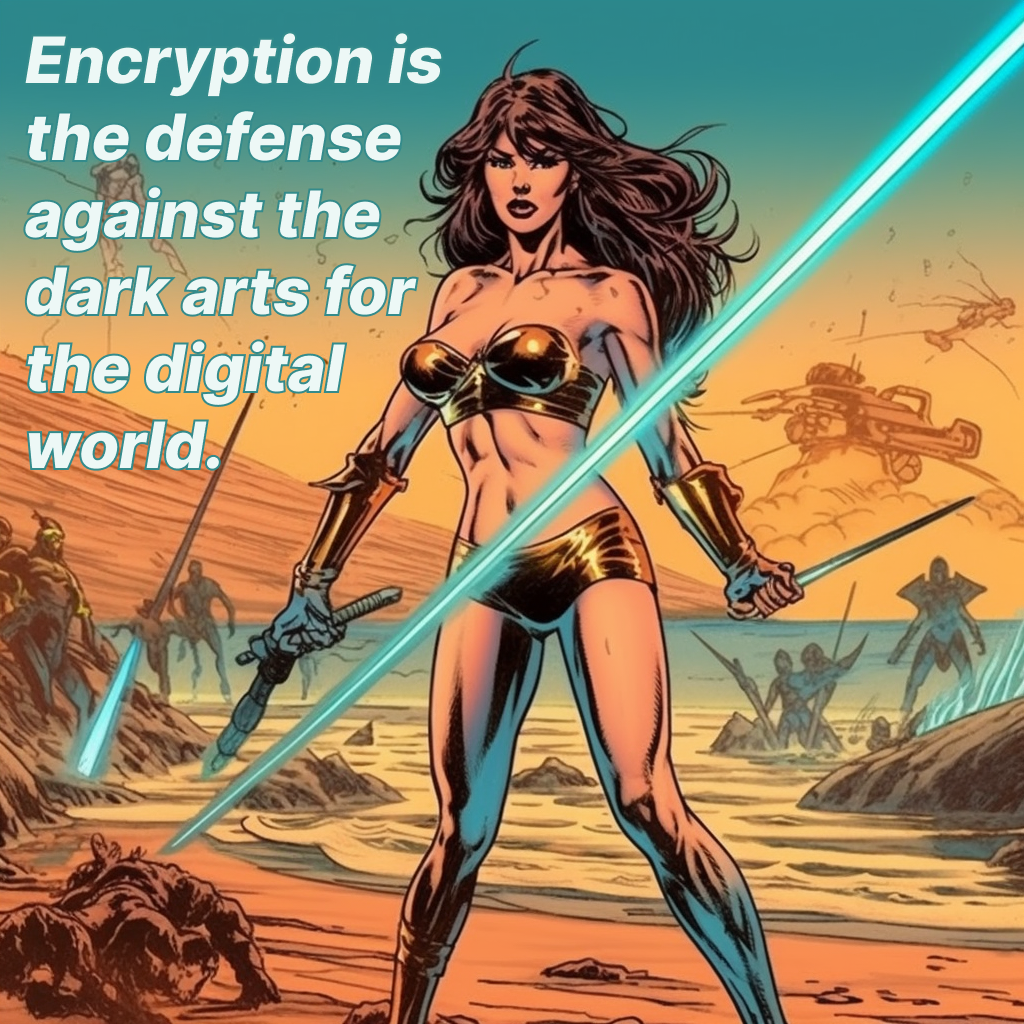 Encryption is
the defense
against the
dark arts for
the digital
world.